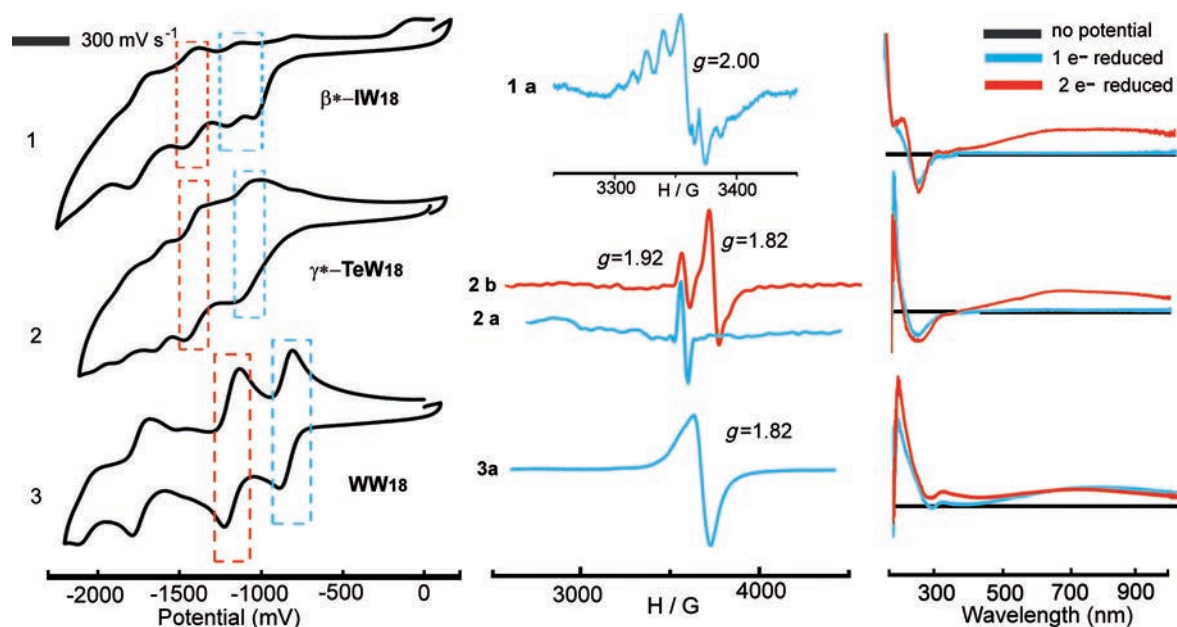 300 mV s⁻¹
β*–IW18
1
γ*–TeW18
2
WW18
3
-2000 -1500 -1000 -500 0
Potential (mV)
1 a
g=2.00
3300 3400
H / G
g=1.92
g=1.82
2 b
2 a
g=1.82
3a
3000 4000
H / G
no potential
1 e– reduced
2 e– reduced
300 500 700 900
Wavelength (nm)